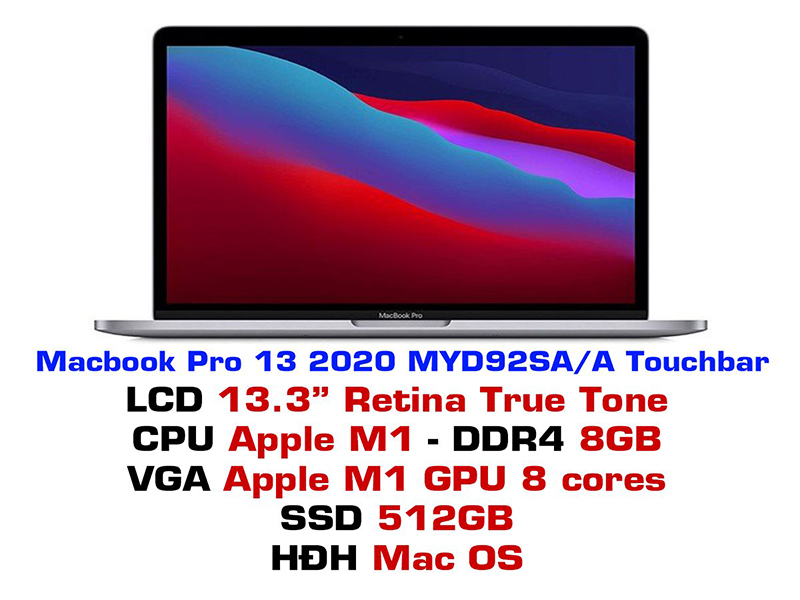 MacBook Pro
Macbook Pro 13 2020 MYD92SA/A Touchbar
LCD 13.3” Retina True Tone
CPU Apple M1 - DDR4 8GB
VGA Apple M1 GPU 8 cores
SSD 512GB
HĐH Mac OS